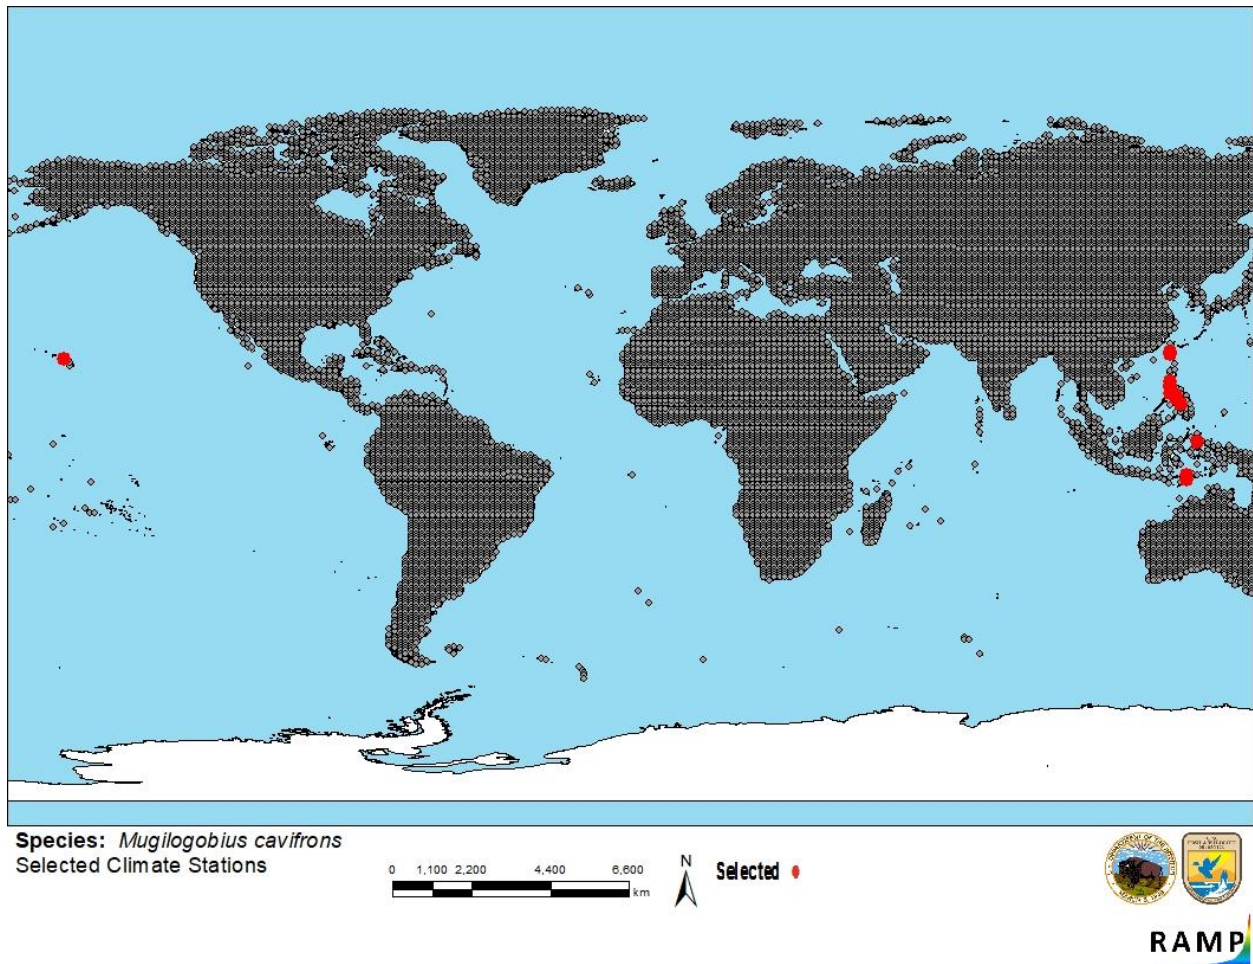 Species: Mugilogobius cavifrons
Selected Climate Stations
0 1,100 2,200 4,400 6,600
km
N
Selected
RAMP